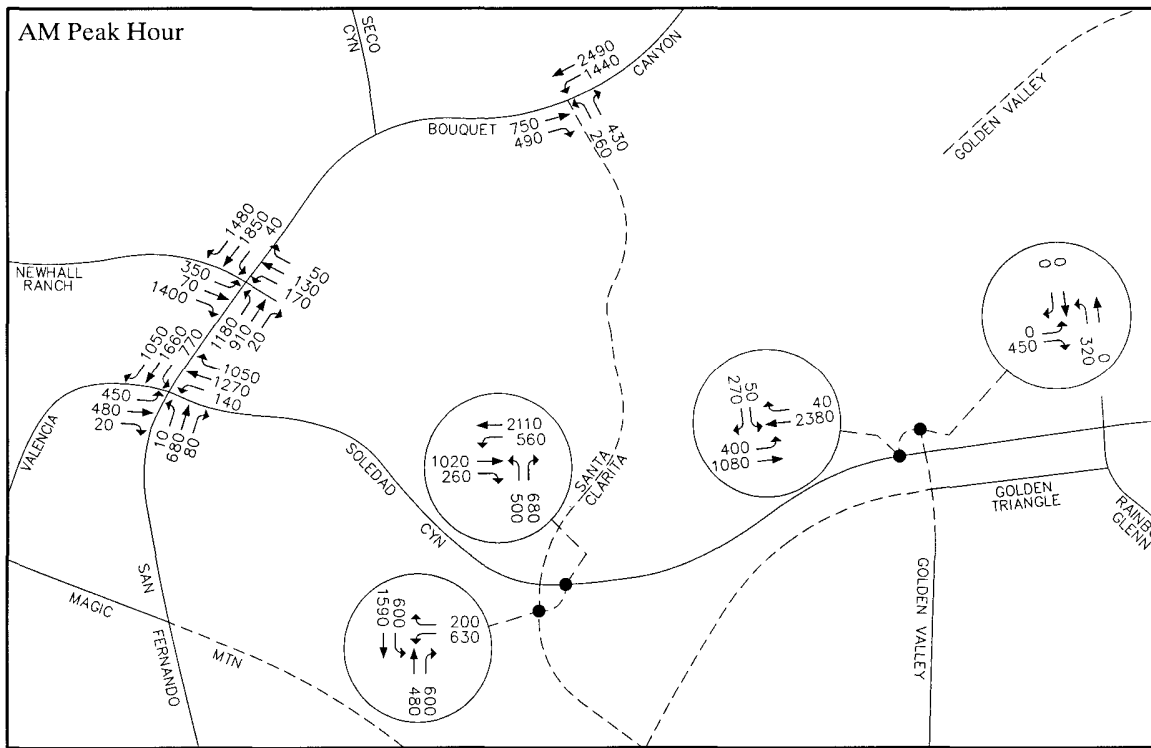 AM Peak Hour
SECO
CYN
2490
1440
CANYON
BOUQUET
750
490
430
260
GOLDEN VALLEY
1480
1850
40
NEWHALL
RANCH
350
70
1400
50
130
170
1180
910
20
1050
1660
770
1050
1270
140
450
480
20
10
680
80
VALENCIA
SOLEDAD
CYN
2110
560
1020
260
500
680
SANTA
CLARITA
270
50
40
2380
400
1080
0
0
0
450
320
0
GOLDEN
TRIANGLE
RAINBO
GLENN
GOLDEN VALLEY
SAN
FERNANDO
MAGIC
MTN
1590
600
200
630
480
600